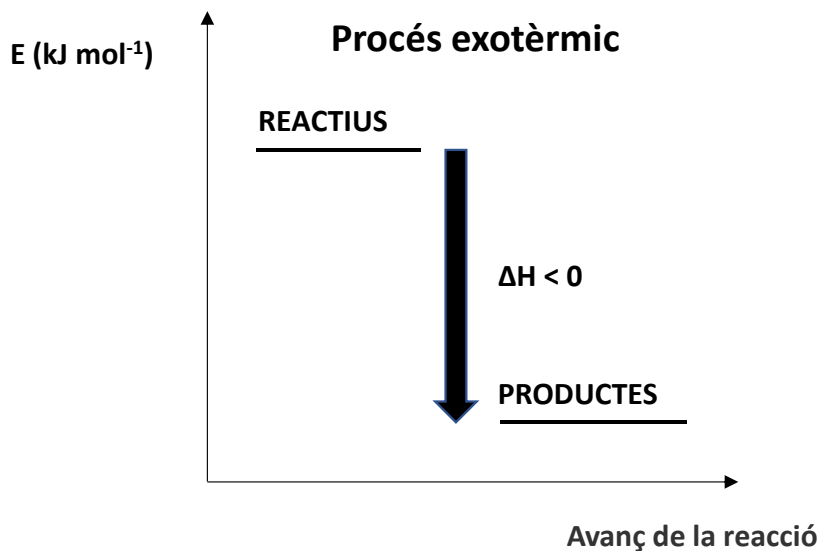 Procés exotèrmic
E (kJ mol⁻¹)
REACTIUS
ΔH < 0
PRODUCTES
Avanç de la reacció